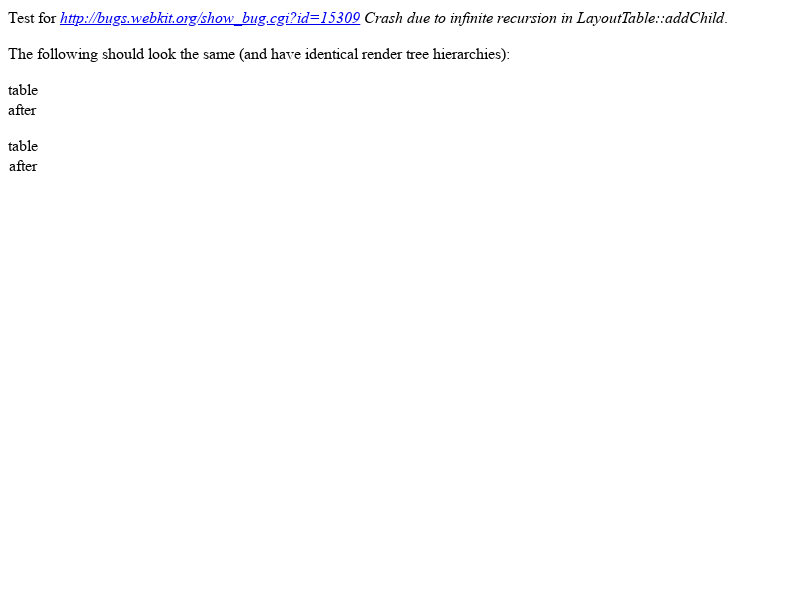 Test for http://bugs.webkit.org/show_bug.cgi?id=15309 Crash due to infinite recursion in LayoutTable::addChild.
The following should look the same (and have identical render tree hierarchies):
table
after
table
after